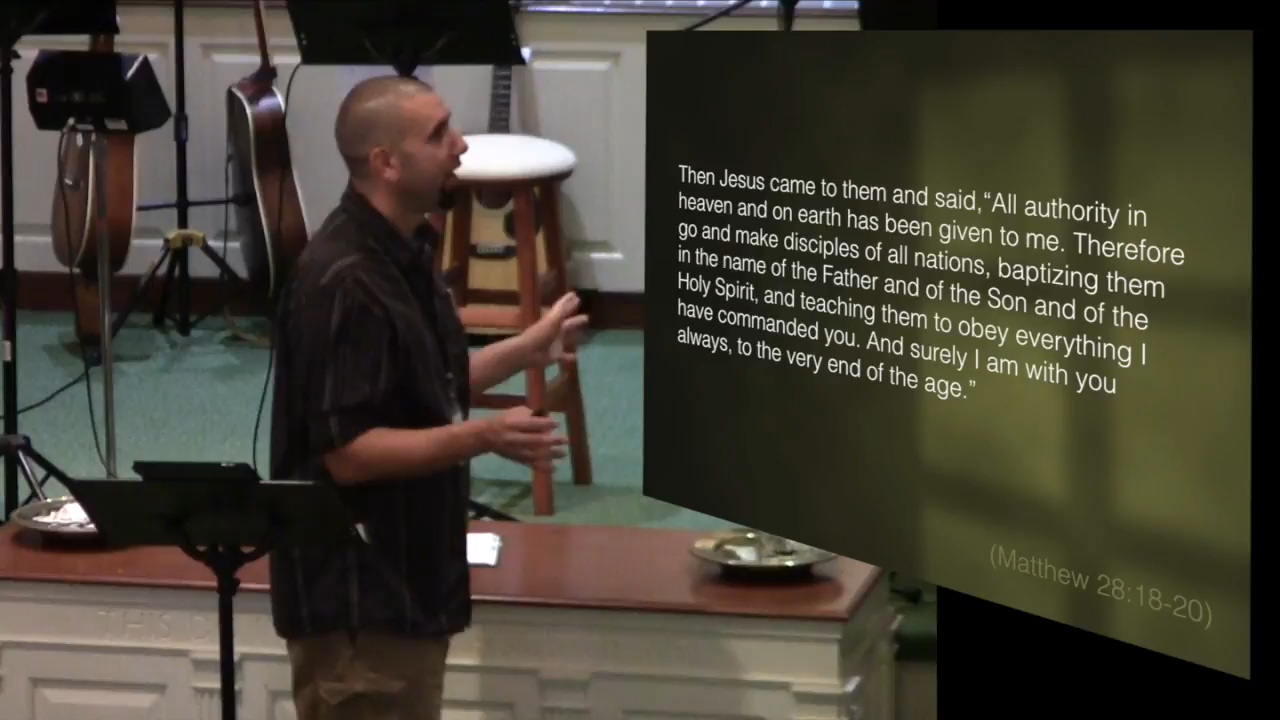 Then Jesus came to them and said,“All authority in
heaven and on earth has been given to me. Therefore
go and make disciples of all nations, baptizing them
in the name of the Father and of the Son and of the
Holy Spirit, and teaching them to obey everything I
have commanded you. And surely I am with you
always, to the very end of the age.”
(Matthew 28:18-20)
THIS D